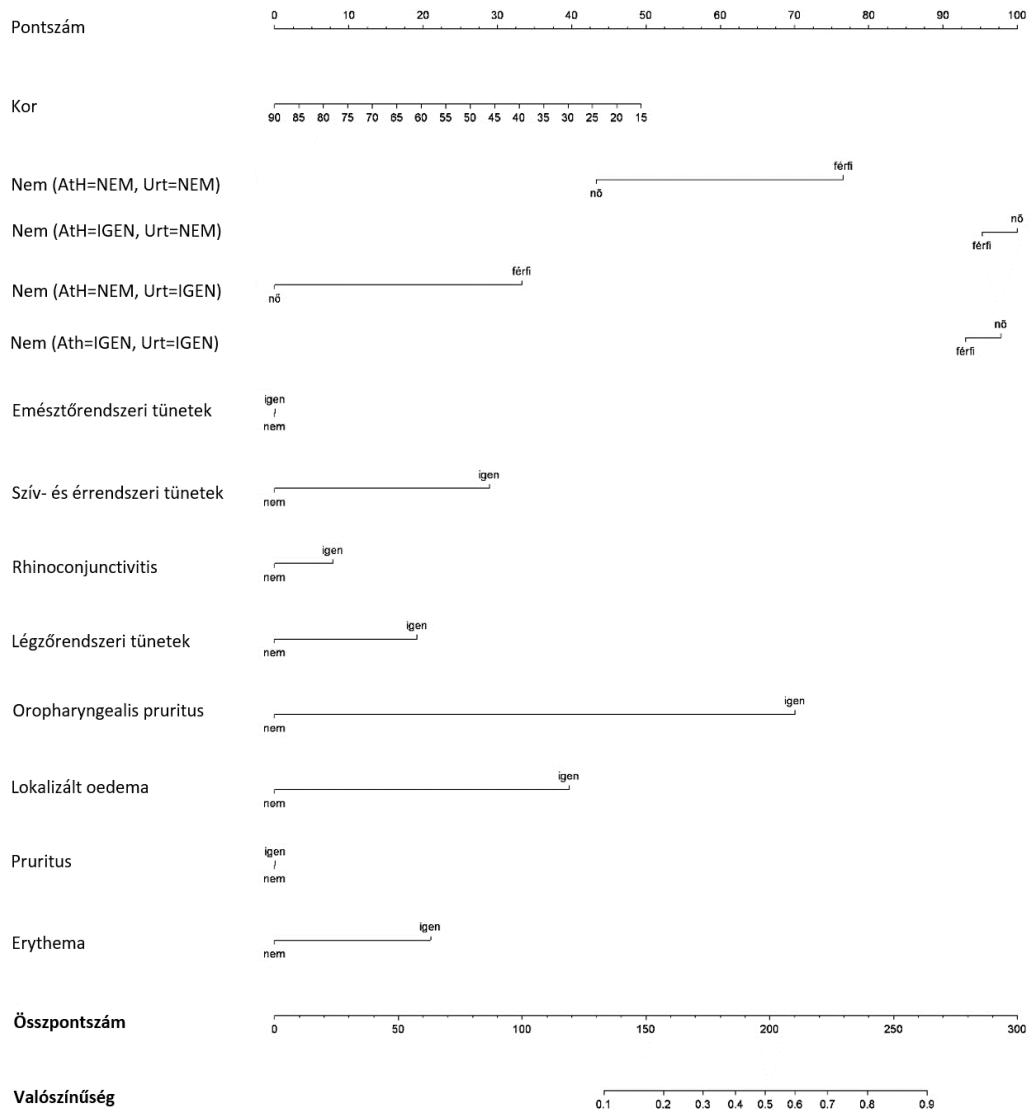 Pontszám
0 10 20 30 40 50 60 70 80 90 100
Kor
90 85 80 75 70 65 60 55 50 45 40 35 30 25 20 15
férfi
Nem (AtH=NEM, Urt=NEM)
nõ
nõ
Nem (AtH=IGEN, Urt=NEM)
férfi
férfi
Nem (AtH=NEM, Urt=IGEN)
nő
nõ
Nem (Ath=IGEN, Urt=IGEN)
férfi
igen
Emésztőrendszeri tünetek
nem
igen
Szív- és érrendszeri tünetek
nem
igen
Rhinoconjunctivitis
nem
igen
Légzőrendszeri tünetek
nem
igen
Oropharyngealis pruritus
nem
igen
Lokalizált oedema
nem
igen
Pruritus
nem
igen
Erythema
nem
Összpontszám
0 50 100 150 200 250 300
Valószínűség
0.1 0.2 0.3 0.4 0.5 0.6 0.7 0.8 0.9